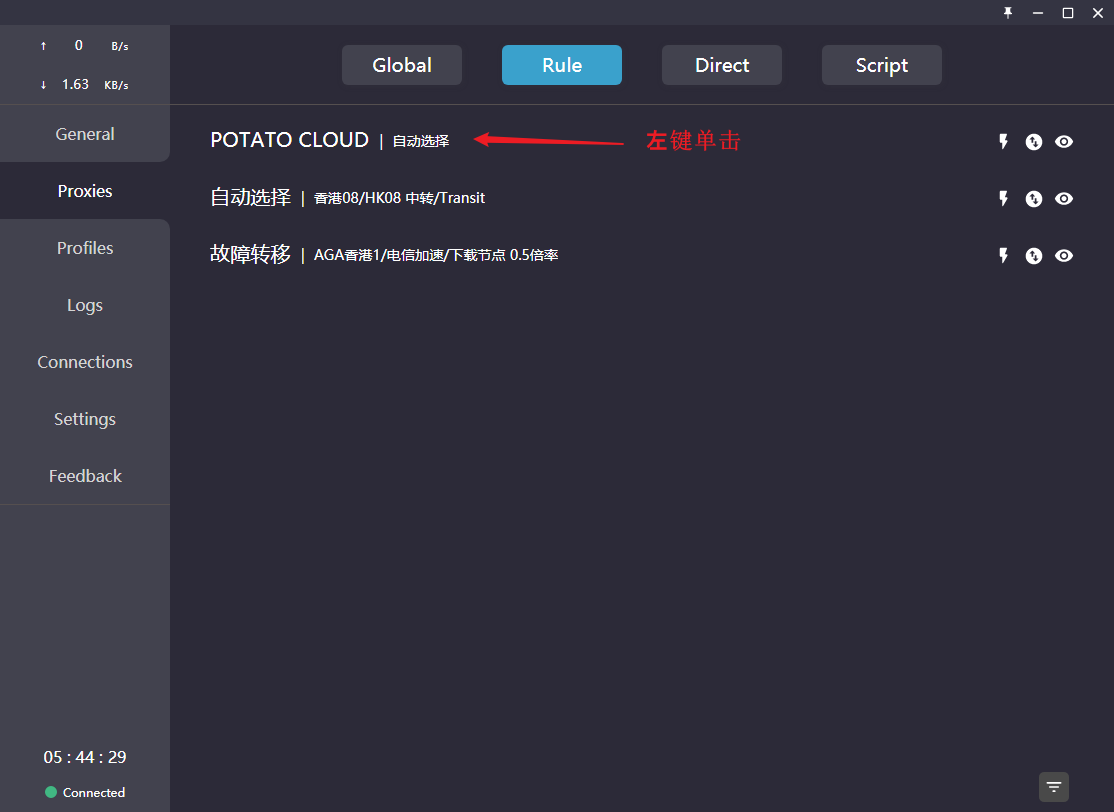 ↑ 0 B/s
↓ 1.63 KB/s
General
Proxies
Profiles
Logs
Connections
Settings
Feedback
05 : 44 : 29
Connected
Global Rule Direct Script
POTATO CLOUD | 自动选择 左键单击
自动选择 | 香港08/HK08 中转/Transit
故障转移 | AGA香港1/电信加速/下载节点 0.5倍率